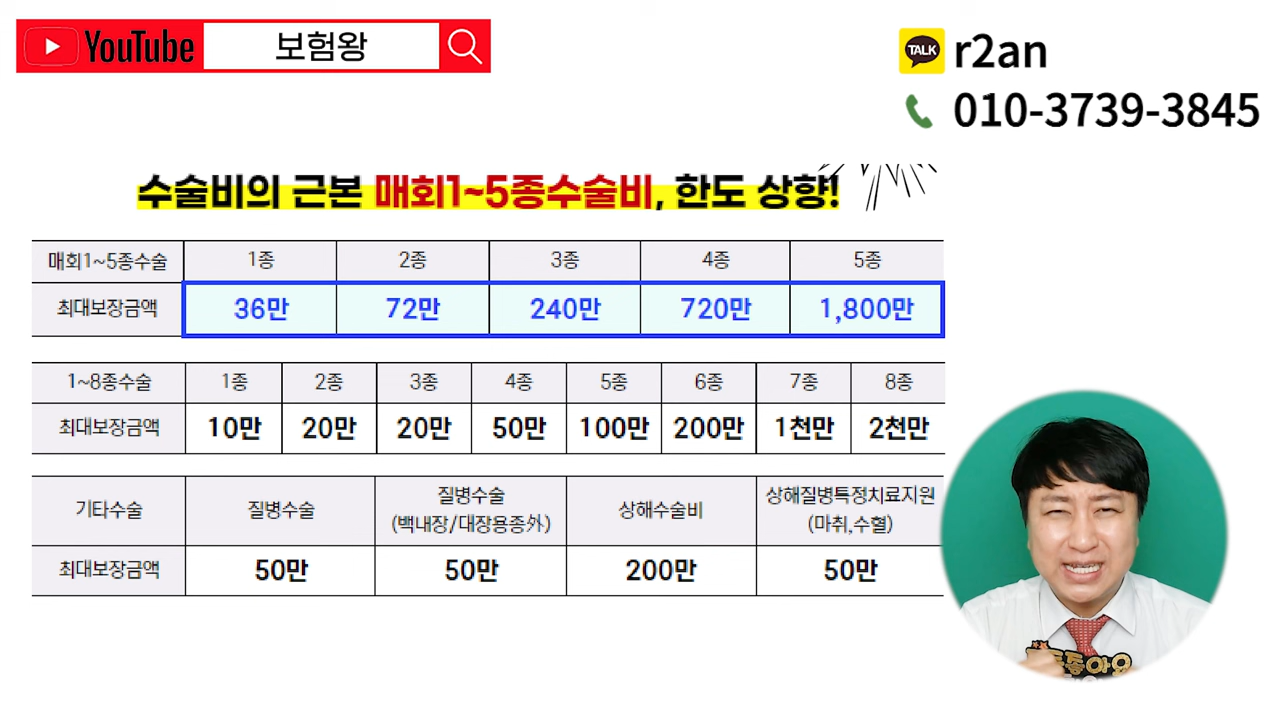 YouTube 보험왕
TALK r2an
010-3739-3845
수술비의 근본 매회1~5종수술비, 한도 상향!
매회1~5종수술 1종 2종 3종 4종 5종
최대보장금액 36만 72만 240만 720만 1,800만
1~8종수술 1종 2종 3종 4종 5종 6종 7종 8종
최대보장금액 10만 20만 20만 50만 100만 200만 1천만 2천만
기타수술 질병수술 질병수술 상해수술비 상해질병특정치료지원
(백내장/대장용종外) (마취,수혈)
최대보장금액 50만 50만 200만 50만
좋아요